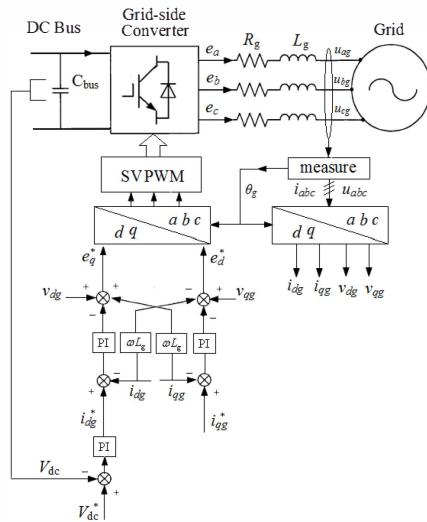 DC Bus
Grid-side
Converter
Grid
R_g
L_g
C_bus
e_a
e_b
e_c
u_ag
u_bg
u_cg
SVPWM
θ_g
measure
i_abc
u_abc
d q
a b c
d q
a b c
e_q^*
e_d^*
i_dg
i_qg
v_dg
v_qg
v_dg
+
+
−
+
v_qg
−
−
PI
ωL_g
ωL_g
PI
+
−
i_dg
i_qg
−
+
i_dg^*
i_qg^*
PI
V_dc
−
+
V_dc^*